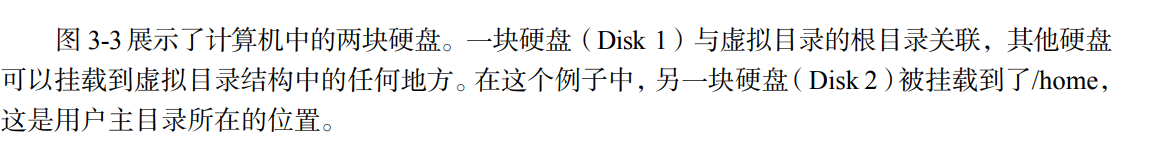 图 3-3 展示了计算机中的两块硬盘。一块硬盘（Disk 1）与虚拟目录的根目录关联，其他硬盘
可以挂载到虚拟目录结构中的任何地方。在这个例子中，另一块硬盘（Disk 2）被挂载到了/home，
这是用户主目录所在的位置。